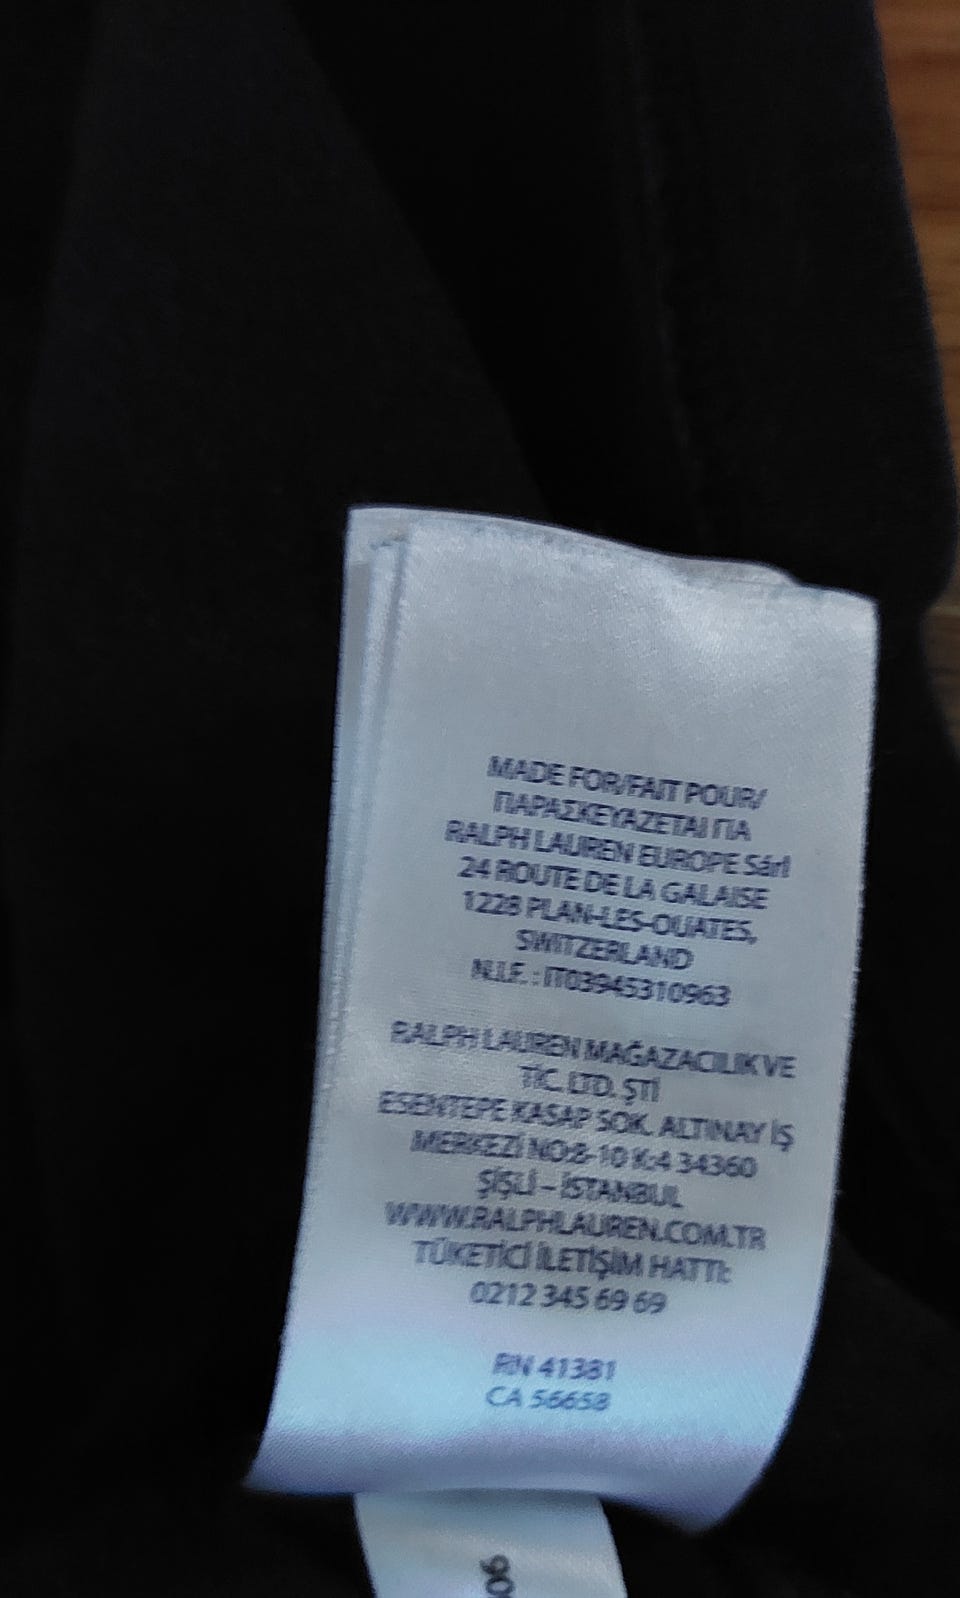 MADE FOR/FAIT POUR/
ΠΑΡΑΣΚΕΥΑΖΕΤΑΙ ΓΙΑ
RALPH LAUREN EUROPE Sárl
24 ROUTE DE LA GALAISE
1228 PLAN-LES-OUATES,
SWITZERLAND
N.I.F. : IT03945310963
RALPH LAUREN MAĞAZACILIK VE
TİC. LTD. ŞTİ
ESENTEPE KASAP SOK. ALTINAY İŞ
MERKEZİ NO:8-10 K:4 34360
ŞİŞLİ – İSTANBUL
WWW.RALPHLAUREN.COM.TR
TÜKETİCİ İLETİŞİM HATTI:
0212 345 69 69
RN 41381
CA 56658